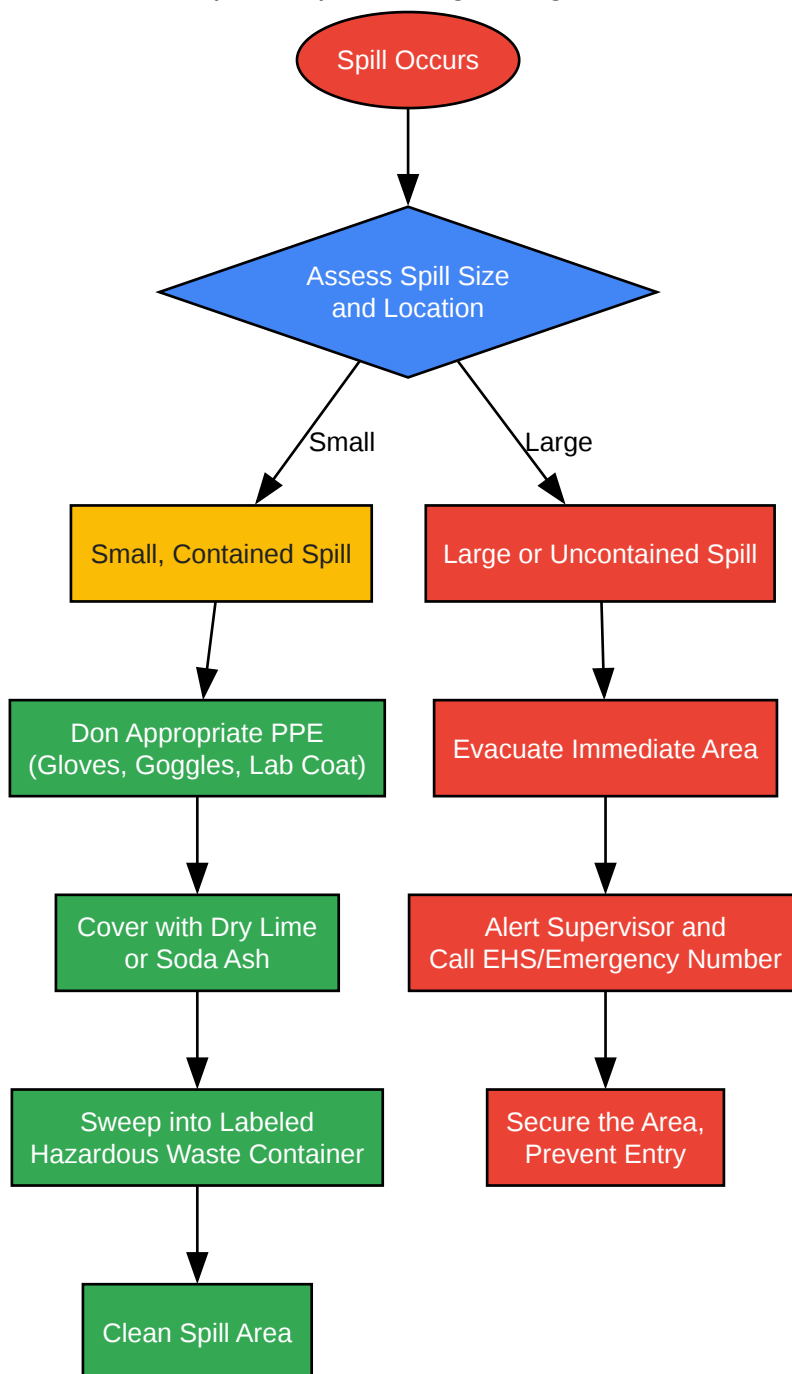 Spill Occurs
Assess Spill Size
and Location
Small
Large
Small, Contained Spill
Large or Uncontained Spill
Don Appropriate PPE
(Gloves, Goggles, Lab Coat)
Evacuate Immediate Area
Cover with Dry Lime
or Soda Ash
Alert Supervisor and
Call EHS/Emergency Number
Sweep into Labeled
Hazardous Waste Container
Secure the Area,
Prevent Entry
Clean Spill Area